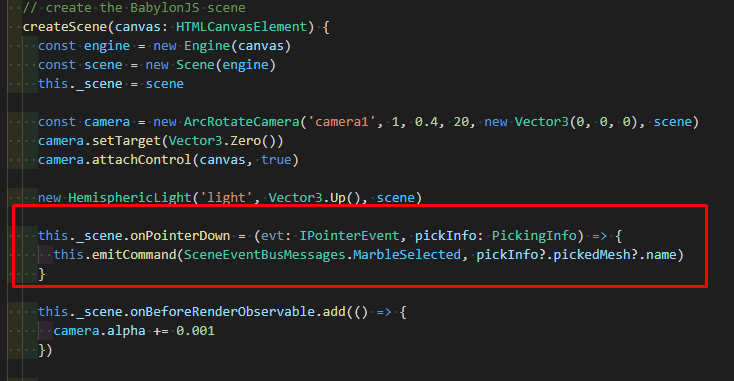 // create the BabylonJS scene
createScene(canvas: HTMLCanvasElement) {
const engine = new Engine(canvas)
const scene = new Scene(engine)
this._scene = scene
const camera = new ArcRotateCamera('camera1', 1, 0.4, 20, new Vector3(0, 0, 0), scene)
camera.setTarget(Vector3.Zero())
camera.attachControl(canvas, true)
new HemisphericLight('light', Vector3.Up(), scene)
this._scene.onPointerDown = (evt: IPointerEvent, pickInfo: PickingInfo) => {
this.emitCommand(SceneEventBusMessages.MarbleSelected, pickInfo?.pickedMesh?.name)
}
this._scene.onBeforeRenderObservable.add(() => {
camera.alpha += 0.001
})